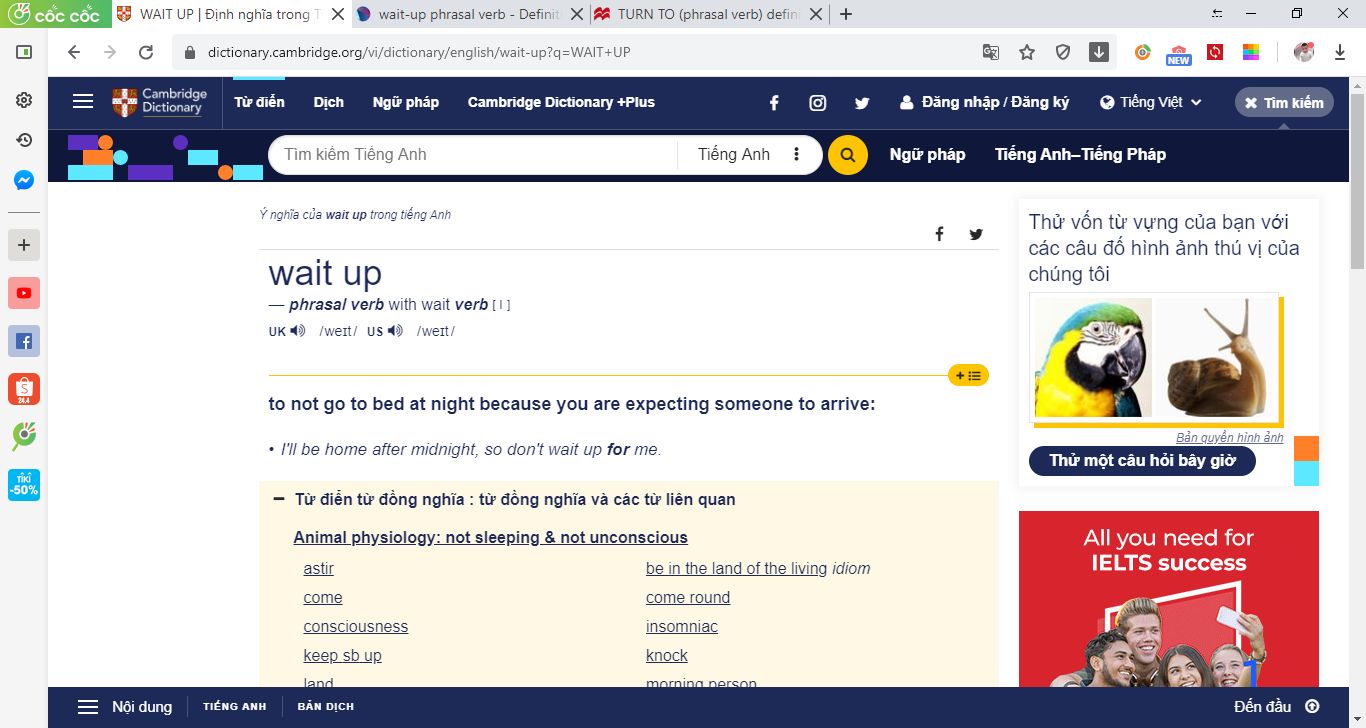 cốc cốc
WAIT UP | Định nghĩa trong T
wait-up phrasal verb - Definit
TURN TO (phrasal verb) defini
dictionary.cambridge.org/vi/dictionary/english/wait-up?q=WAIT+UP
NEW
Cambridge
Dictionary
Từ điển
Dịch
Ngữ pháp
Cambridge Dictionary +Plus
Đăng nhập / Đăng ký
Tiếng Việt
Tìm kiếm
Tìm kiếm Tiếng Anh
Tiếng Anh
Ngữ pháp
Tiếng Anh–Tiếng Pháp
Ý nghĩa của wait up trong tiếng Anh
wait up
— phrasal verb with wait verb [ I ]
UK /weɪt/ US /weɪt/
to not go to bed at night because you are expecting someone to arrive:
• I'll be home after midnight, so don't wait up for me.
Từ điển từ đồng nghĩa : từ đồng nghĩa và các từ liên quan
Animal physiology: not sleeping & not unconscious
astir
be in the land of the living idiom
come
come round
consciousness
insomniac
keep sb up
knock
land
morning person
Thử vốn từ vựng của bạn với
các câu đố hình ảnh thú vị của
chúng tôi
Bản quyền hình ảnh
Thử một câu hỏi bây giờ
All you need for
IELTS success
1
S
24.4
TIKI
-50%
Nội dung
TIẾNG ANH
BẢN DỊCH
Đến đầu